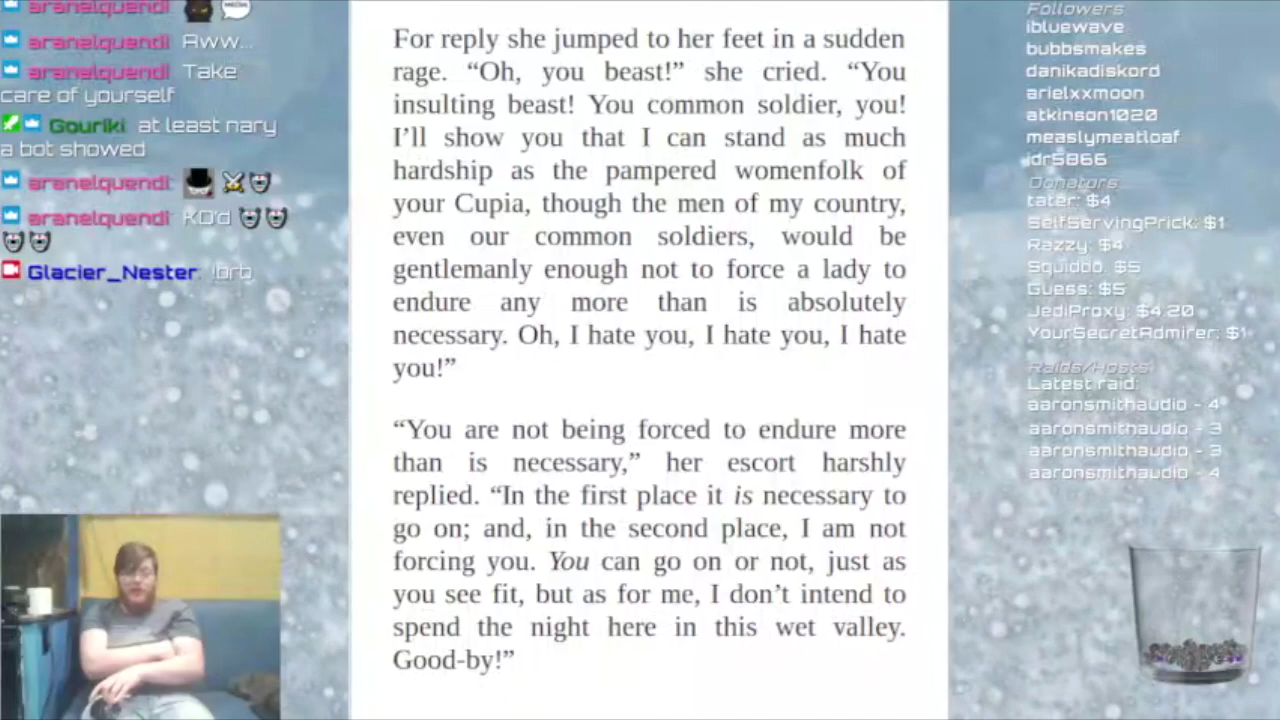 aranelquendi
aranelquendi Aww...
aranelquendi Take
care of yourself
Gouriki: at least nary
a bot showed
aranelquendi:
aranelquendi: KO'd
Glacier_Nester: !brb
For reply she jumped to her feet in a sudden
rage. “Oh, you beast!” she cried. “You
insulting beast! You common soldier, you!
I’ll show you that I can stand as much
hardship as the pampered womenfolk of
your Cupia, though the men of my country,
even our common soldiers, would be
gentlemanly enough not to force a lady to
endure any more than is absolutely
necessary. Oh, I hate you, I hate you, I hate
you!”
“You are not being forced to endure more
than is necessary,” her escort harshly
replied. “In the first place it is necessary to
go on; and, in the second place, I am not
forcing you. You can go on or not, just as
you see fit, but as for me, I don’t intend to
spend the night here in this wet valley.
Good-by!”
Followers
ibluewave
bubbsmakes
danikadiskord
arielxxmoon
atkinson1020
measlymeatloaf
jdr5866
Donators
tater: $4
SelfServingPrick: $1
Razzy: $4
Squidoo: $5
Guess: $5
JediProxy: $4.20
YourSecretAdmirer: $1
Raids/Hosts
Latest raid:
aaronsmithaudio - 4
aaronsmithaudio - 3
aaronsmithaudio - 3
aaronsmithaudio - 4